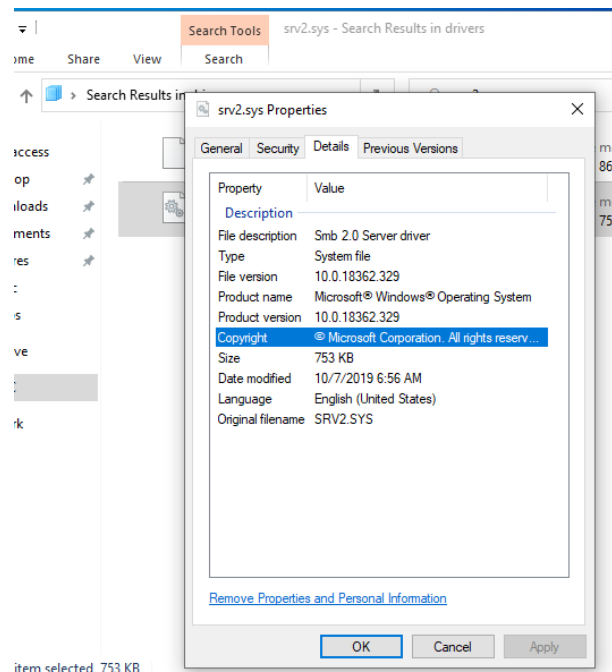 Search Tools
srv2.sys - Search Results in drivers
ome Share View Search
Search Results in
srv2.sys Properties
General Security Details Previous Versions
Property Value
Description
File description Smb 2.0 Server driver
Type System file
File version 10.0.18362.329
Product name Microsoft® Windows® Operating System
Product version 10.0.18362.329
Copyright © Microsoft Corporation. All rights reserv...
Size 753 KB
Date modified 10/7/2019 6:56 AM
Language English (United States)
Original filename SRV2.SYS
Remove Properties and Personal Information
OK Cancel Apply
access
op
nloads
ments
res
s
ve
rk
m
86
m
75
item selected 753 KB